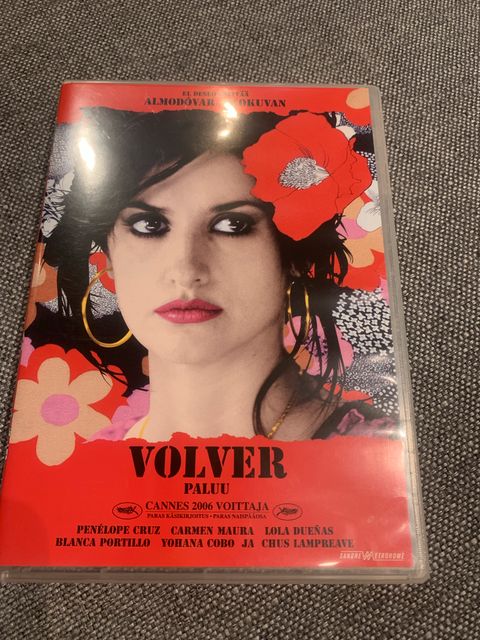 EL DESEO
ALMODÓVAR
VOLVER
PALUU
CANNES 2006 VOITTAJA
PARAS KÄSIKIRJOITUS • PARAS NAISPÄÄOSA
PENÉLOPE CRUZ CARMEN MAURA LOLA DUEÑAS
BLANCA PORTILLO YOHANA COBO JA CHUS LAMPREAVE
SANDREW METRONOME